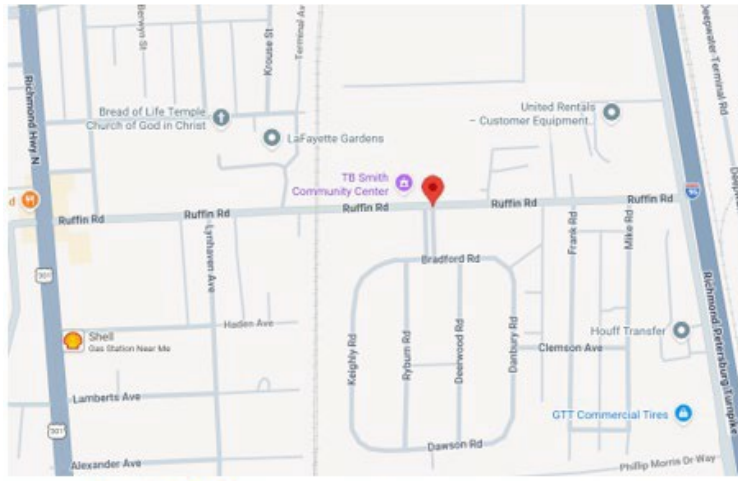 Berwyn St
Krouse St
Terminal Av
Deepwater Terminal Rd
Richmond Hwy N
Bread of Life Temple
Church of God in Christ
LaFayette Gardens
United Rentals
– Customer Equipment...
TB Smith
Community Center
d
Ruffin Rd
Ruffin Rd
Ruffin Rd
Ruffin Rd
Ruffin Rd
95
Lynhaven Ave
Frank Rd
Mike Rd
Bradford Rd
301
Haden Ave
Shell
Gas Station Near Me
Keighly Rd
Ryburn Rd
Deerwood Rd
Danbury Rd
Houff Transfer
Clemson Ave
Richmond-Petersburg Turnpike
Lamberts Ave
GTT Commercial Tires
301
Dawson Rd
Alexander Ave
Phillip Morris Dr Way